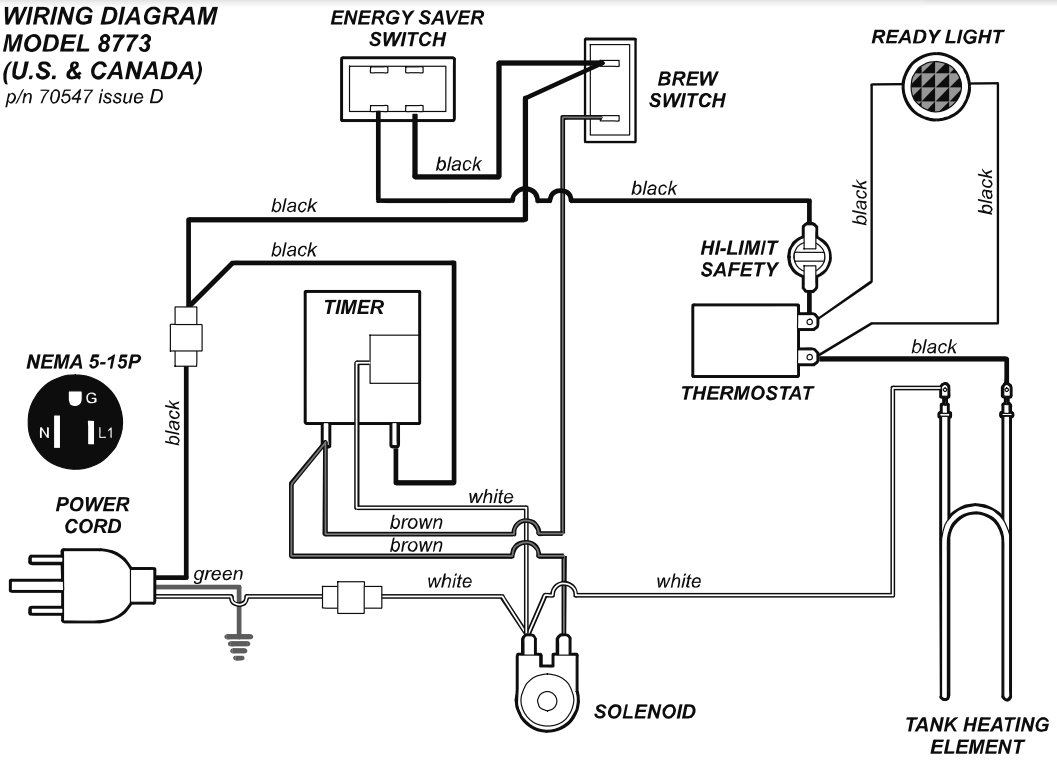 WIRING DIAGRAM
MODEL 8773
(U.S. & CANADA)
p/n 70547 issue D
ENERGY SAVER
SWITCH
BREW
SWITCH
READY LIGHT
black
black
black
black
black
black
HI-LIMIT
SAFETY
TIMER
THERMOSTAT
black
NEMA 5-15P
G
N
L1
black
POWER
CORD
white
brown
brown
green
white
white
SOLENOID
TANK HEATING
ELEMENT